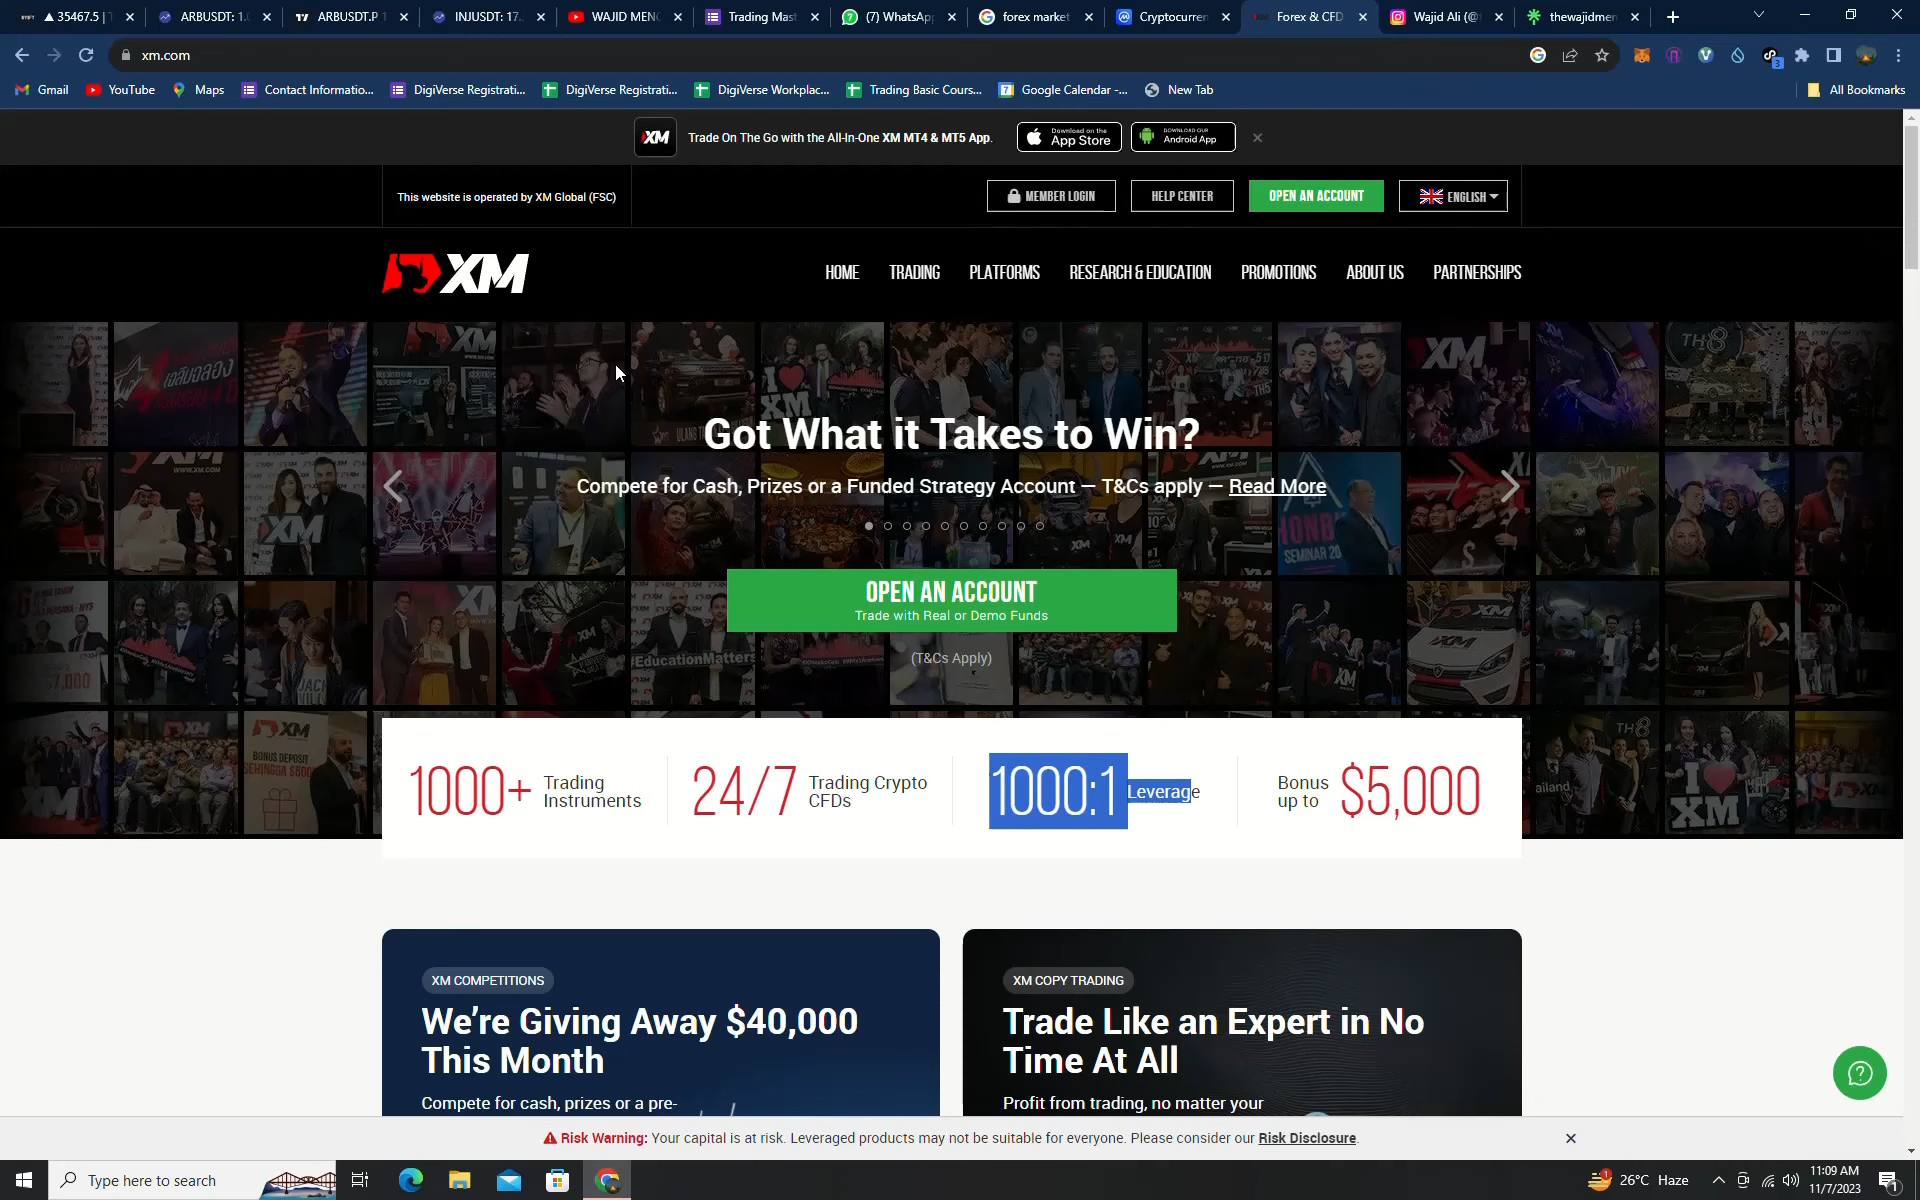 ▲ 35467.5 |
ARBUSDT: 1.0
ARBUSDT.P 1
INJUSDT: 17.
WAJID MENO
Trading Mast
(7) WhatsApp
forex market
Cryptocurren
Forex & CFD
Wajid Ali (@
thewajidmen
xm.com
Gmail
YouTube
Maps
Contact Informatio...
DigiVerse Registrati...
DigiVerse Registrati...
DigiVerse Workplac...
Trading Basic Cours...
Google Calendar -...
New Tab
All Bookmarks
XM
Trade On The Go with the All-In-One XM MT4 & MT5 App.
Download on the
App Store
DOWNLOAD OUR
Android App
This website is operated by XM Global (FSC)
MEMBER LOGIN
HELP CENTER
OPEN AN ACCOUNT
ENGLISH
XM
HOME
TRADING
PLATFORMS
RESEARCH & EDUCATION
PROMOTIONS
ABOUT US
PARTNERSHIPS
Got What it Takes to Win?
Compete for Cash, Prizes or a Funded Strategy Account — T&Cs apply — Read More
OPEN AN ACCOUNT
Trade with Real or Demo Funds
(T&Cs Apply)
1000+ Trading
Instruments
24/7 Trading Crypto
CFDs
1000:1 Leverage
Bonus
up to $5,000
XM COMPETITIONS
We’re Giving Away $40,000
This Month
Compete for cash, prizes or a pre-
XM COPY TRADING
Trade Like an Expert in No
Time At All
Profit from trading, no matter your
Risk Warning: Your capital is at risk. Leveraged products may not be suitable for everyone. Please consider our Risk Disclosure.
Type here to search
26°C Haze
11:09 AM
11/7/2023